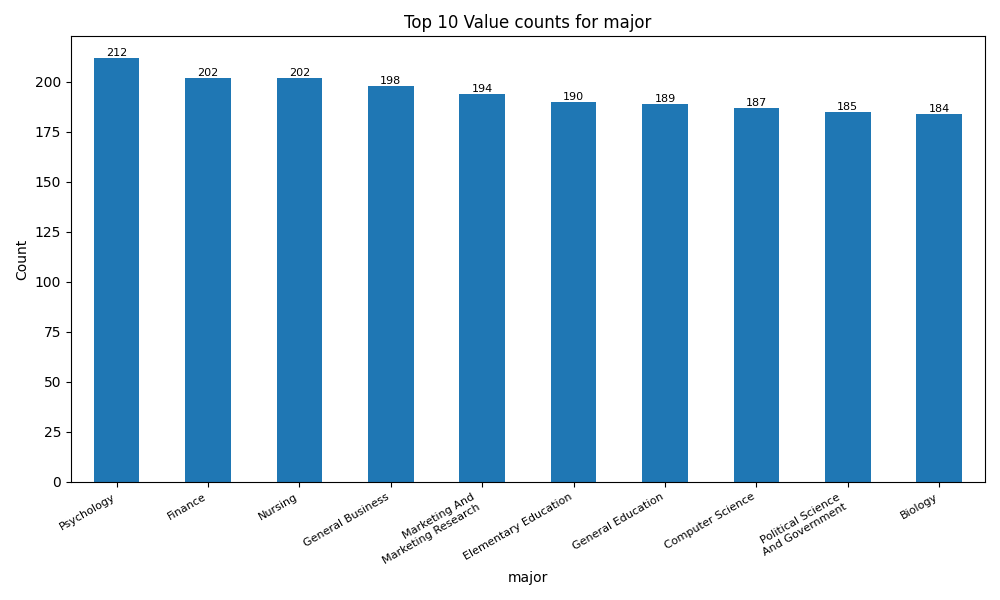 Top 10 Value counts for major
212
202
202
198
194
190
189
187
185
184
200
175
150
125
100
75
50
25
0
Count
Psychology
Finance
Nursing
General Business
Marketing And
Marketing Research
Elementary Education
General Education
Computer Science
Political Science
And Government
Biology
major